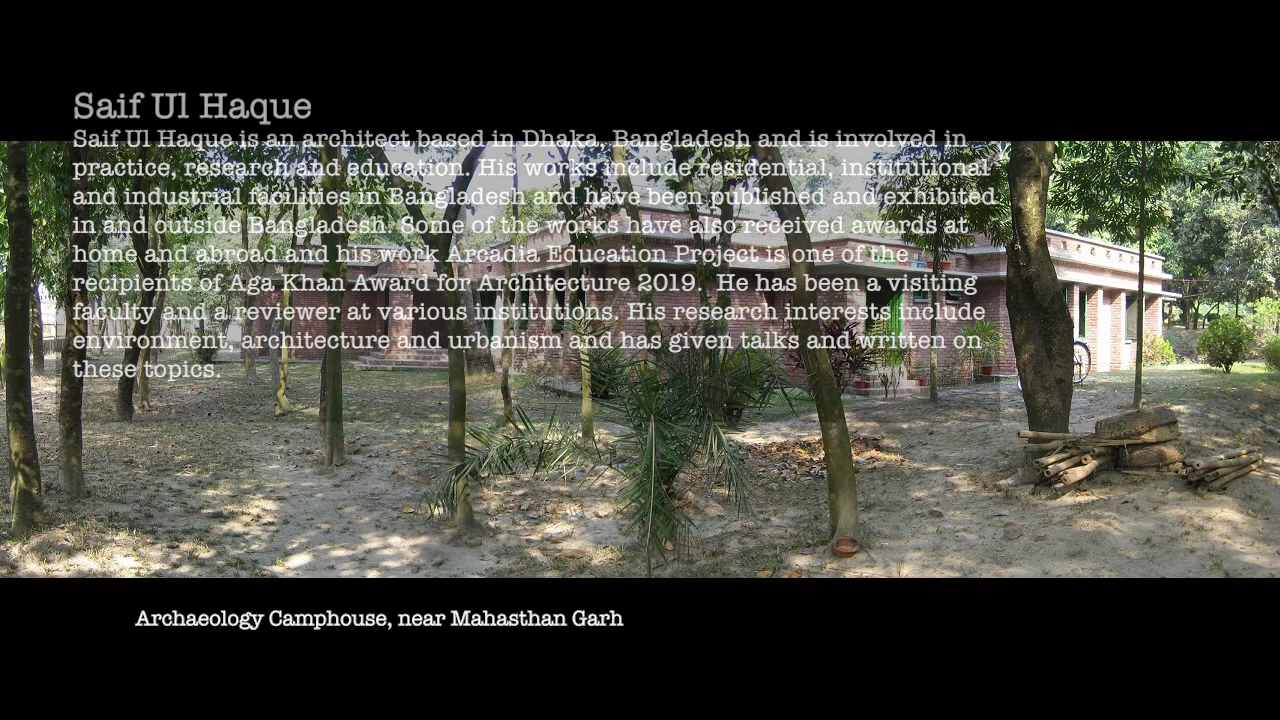 Saif Ul Haque
Saif Ul Haque is an architect based in Dhaka, Bangladesh and is involved in
practice, research and education. His works include residential, institutional
and industrial facilities in Bangladesh and have been published and exhibited
in and outside Bangladesh. Some of the works have also received awards at
home and abroad and his work Arcadia Education Project is one of the
recipients of Aga Khan Award for Architecture 2019.  He has been a visiting
faculty and a reviewer at various institutions. His research interests include
environment, architecture and urbanism and has given talks and written on
these topics.
Archaeology Camphouse, near Mahasthan Garh